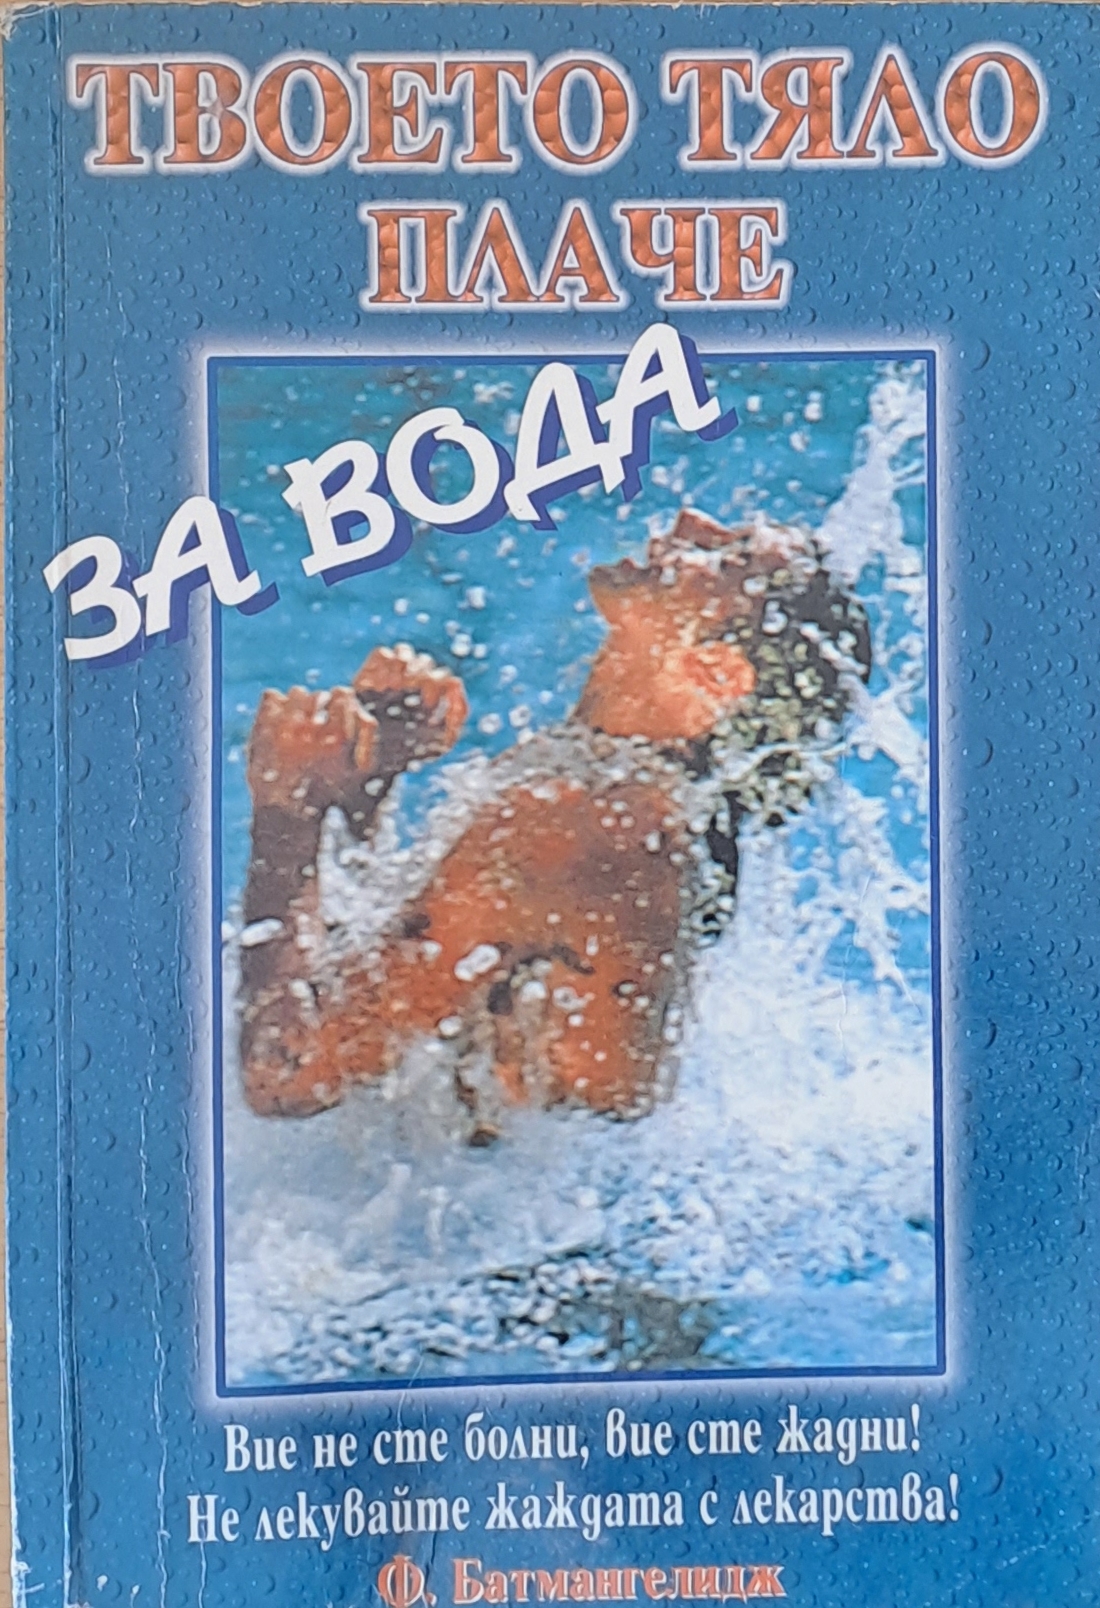 ТВОЕТО ТЯЛО
ПЛАЧЕ
ЗА ВОДА
Вие не сте болни, вие сте жадни!
Не лекувайте жаждата с лекарства!
Ф. Батмангелидж